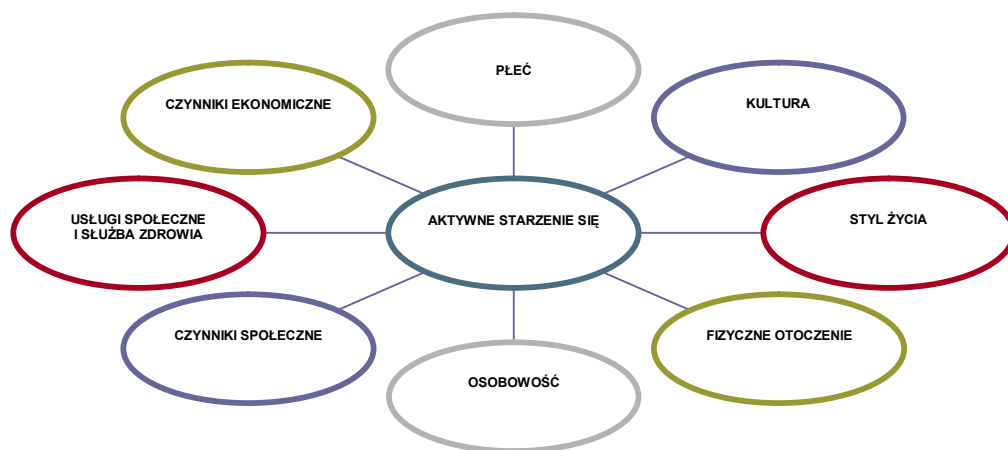 PŁEĆ
CZYNNIKI EKONOMICZNE
KULTURA
USŁUGI SPOŁECZNE
I SŁUŻBA ZDROWIA
AKTYWNE STARZENIE SIĘ
STYL ŻYCIA
CZYNNIKI SPOŁECZNE
FIZYCZNE OTOCZENIE
OSOBOWOŚĆ